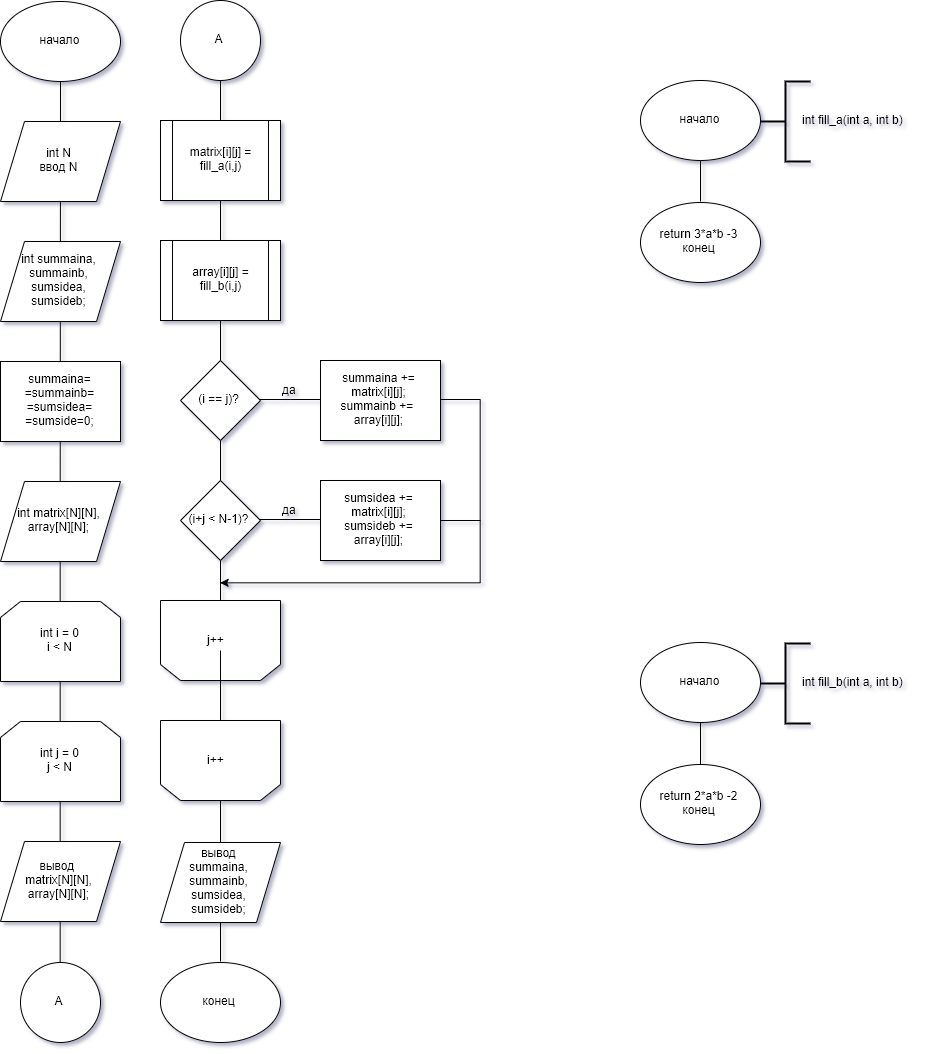 начало
int N
ввод N
int summaina,
summainb,
sumsidea,
sumsideb;
summaina=
=summainb=
=sumsidea=
=sumside=0;
int matrix[N][N],
array[N][N];
int i = 0
i < N
int j = 0
j < N
вывод
matrix[N][N],
array[N][N];
A
A
matrix[i][j] =
fill_a(i,j)
array[i][j] =
fill_b(i,j)
(i == j)?
да
summaina +=
matrix[i][j];
summainb +=
array[i][j];
(i+j < N-1)?
да
sumsidea +=
matrix[i][j];
sumsideb +=
array[i][j];
j++
i++
вывод
summaina,
summainb,
sumsidea,
sumsideb;
конец
начало
int fill_a(int a, int b)
return 3*a*b -3
конец
начало
int fill_b(int a, int b)
return 2*a*b -2
конец